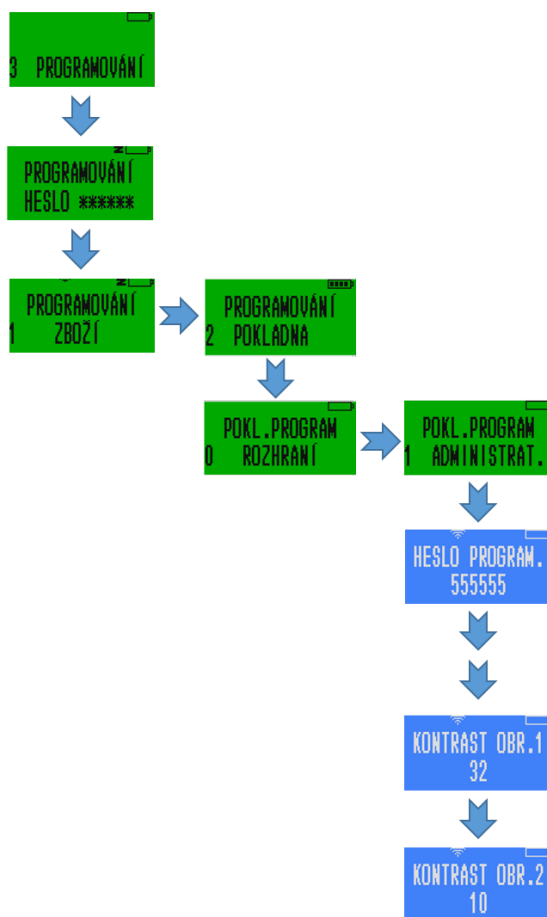 3 PROGRAMOVÁNÍ
N
PROGRAMOVÁNÍ
HESLO ******
N
PROGRAMOVÁNÍ
1 ZBOŽÍ
PROGRAMOVÁNÍ
2 POKLADNA
POKL.PROGRAM
0 ROZHRANÍ
POKL.PROGRAM
1 ADMINISTRAT.
HESLO PROGRAM.
555555
KONTRAST OBR.1
32
KONTRAST OBR.2
10